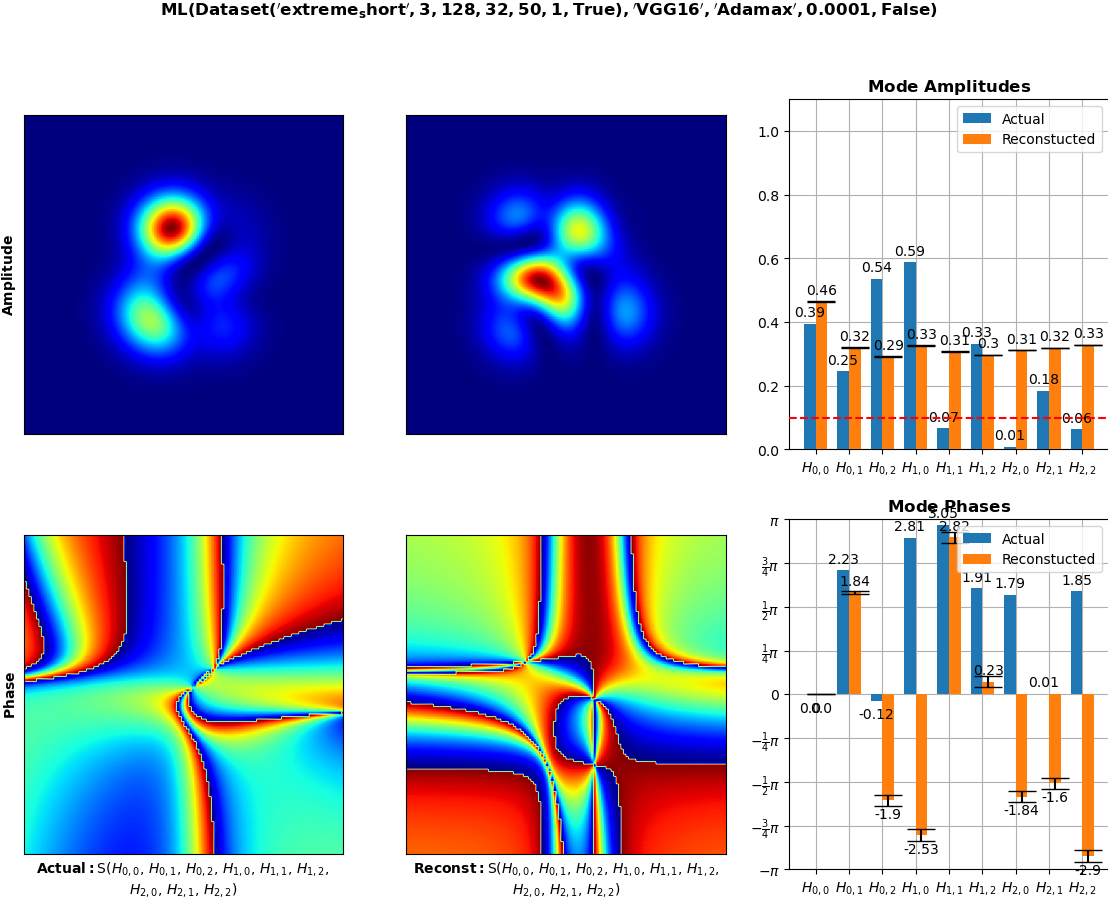 ML(Dataset('extreme_short', 3, 128, 32, 50, 1, True), 'VGG16', 'Adamax', 0.0001, False)
Amplitude
Mode Amplitudes
Actual
Reconstucted
1.0
0.8
0.6
0.4
0.2
0.0
0.39
0.46
0.25
0.32
0.54
0.29
0.59
0.33
0.07
0.31
0.33
0.3
0.01
0.31
0.18
0.32
0.06
0.33
H0,0 H0,1 H0,2 H1,0 H1,1 H1,2 H2,0 H2,1 H2,2
Phase
Actual: S(H0,0, H0,1, H0,2, H1,0, H1,1, H1,2,
H2,0, H2,1, H2,2)
Reconst: S(H0,0, H0,1, H0,2, H1,0, H1,1, H1,2,
H2,0, H2,1, H2,2)
Mode Phases
Actual
Reconstucted
π
3/4π
1/2π
1/4π
0
−1/4π
−1/2π
−3/4π
−π
0.0
0.0
2.23
1.84
-0.12
-1.9
2.81
-2.53
3.05
2.82
1.91
0.23
1.79
-1.84
0.01
-1.6
1.85
-2.9
H0,0 H0,1 H0,2 H1,0 H1,1 H1,2 H2,0 H2,1 H2,2